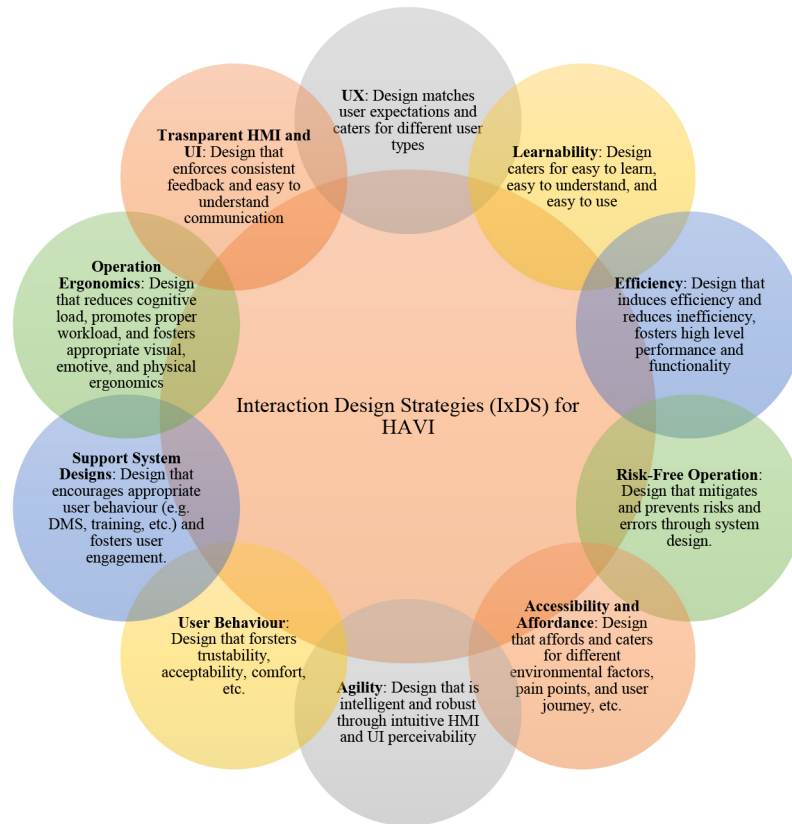 UX: Design matches
user expectations and
caters for different user
types
Learnability: Design
caters for easy to learn,
easy to understand, and
easy to use
Efficiency: Design that
induces efficiency and
reduces inefficiency,
fosters high level
performance and
functionality
Risk-Free Operation:
Design that mitigates
and prevents risks and
errors through system
design.
Accessibility and
Affordance: Design
that affords and caters
for different
environmental factors,
pain points, and user
journey, etc.
Agility: Design that is
intelligent and robust
through intuitive HMI
and UI perceivability
User Behaviour:
Design that forsters
trustability,
acceptability, comfort,
etc.
Support System
Designs: Design that
encourages appropriate
user behaviour (e.g.
DMS, training, etc.) and
fosters user
engagement.
Operation
Ergonomics: Design
that reduces cognitive
load, promotes proper
workload, and fosters
appropriate visual,
emotive, and physical
ergonomics
Trasnparent HMI and
UI: Design that
enforces consistent
feedback and easy to
understand
communication
Interaction Design Strategies (IxDS) for
HAVI